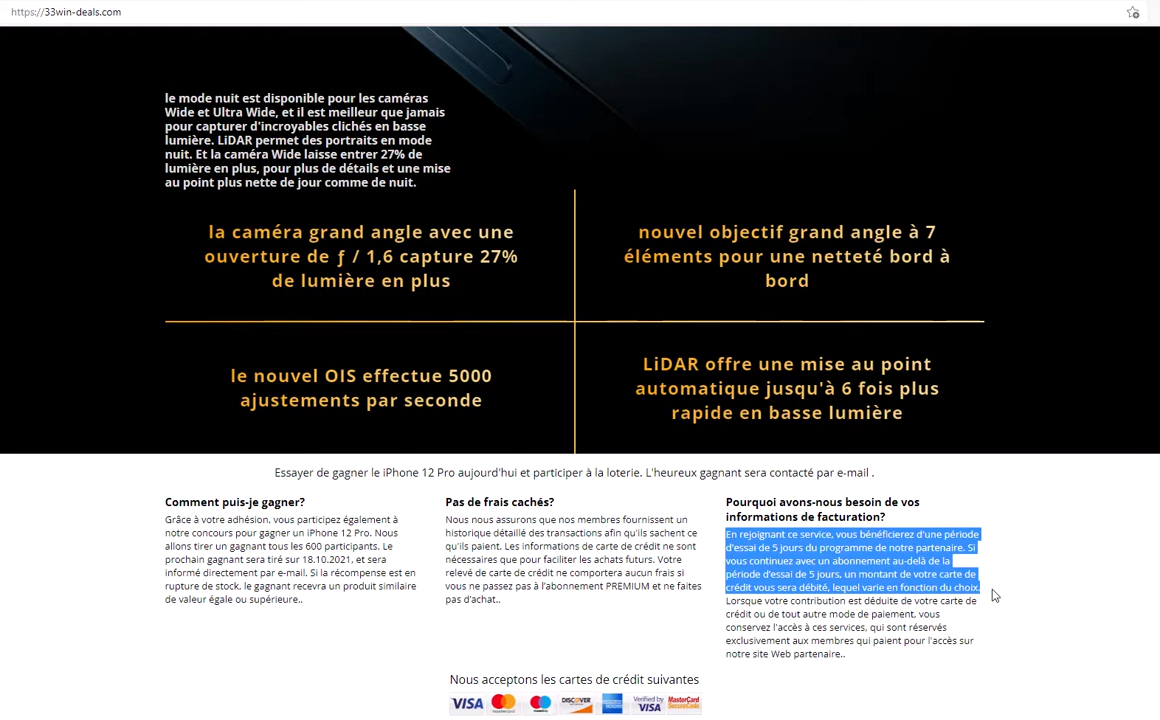 https://33win-deals.com
le mode nuit est disponible pour les caméras
Wide et Ultra Wide, et il est meilleur que jamais
pour capturer d'incroyables clichés en basse
lumière. LiDAR permet des portraits en mode
nuit. Et la caméra Wide laisse entrer 27% de
lumière en plus, pour plus de détails et une mise
au point plus nette de jour comme de nuit.
la caméra grand angle avec une
ouverture de ƒ / 1,6 capture 27%
de lumière en plus
nouvel objectif grand angle à 7
éléments pour une netteté bord à
bord
le nouvel OIS effectue 5000
ajustements par seconde
LiDAR offre une mise au point
automatique jusqu'à 6 fois plus
rapide en basse lumière
Essayer de gagner le iPhone 12 Pro aujourd'hui et participer à la loterie. L'heureux gagnant sera contacté par e-mail .
Comment puis-je gagner?
Grâce à votre adhésion, vous participez également à
notre concours pour gagner un iPhone 12 Pro. Nous
allons tirer un gagnant tous les 600 participants. Le
prochain gagnant sera tiré sur 18.10.2021, et sera
informé directement par e-mail. Si la récompense est en
rupture de stock, le gagnant recevra un produit similaire
de valeur égale ou supérieure..
Pas de frais cachés?
Nous nous assurons que nos membres fournissent un
historique détaillé des transactions afin qu'ils sachent ce
qu'ils paient. Les informations de carte de crédit ne sont
nécessaires que pour faciliter les achats futurs. Votre
relevé de carte de crédit ne comportera aucun frais si
vous ne passez pas à l'abonnement PREMIUM et ne faites
pas d'achat..
Pourquoi avons-nous besoin de vos
informations de facturation?
En rejoignant ce service, vous bénéficierez d'une période
d'essai de 5 jours du programme de notre partenaire. Si
vous continuez avec un abonnement au-delà de la
période d'essai de 5 jours, un montant de votre carte de
crédit vous sera débité, lequel varie en fonction du choix.
Lorsque votre contribution est déduite de votre carte de
crédit ou de tout autre mode de paiement, vous
conservez l'accès à ces services, qui sont réservés
exclusivement aux membres qui paient pour l'accès sur
notre site Web partenaire..
Nous acceptons les cartes de crédit suivantes
VISA
DISCOVER
Verified by
VISA
MasterCard
SecureCode